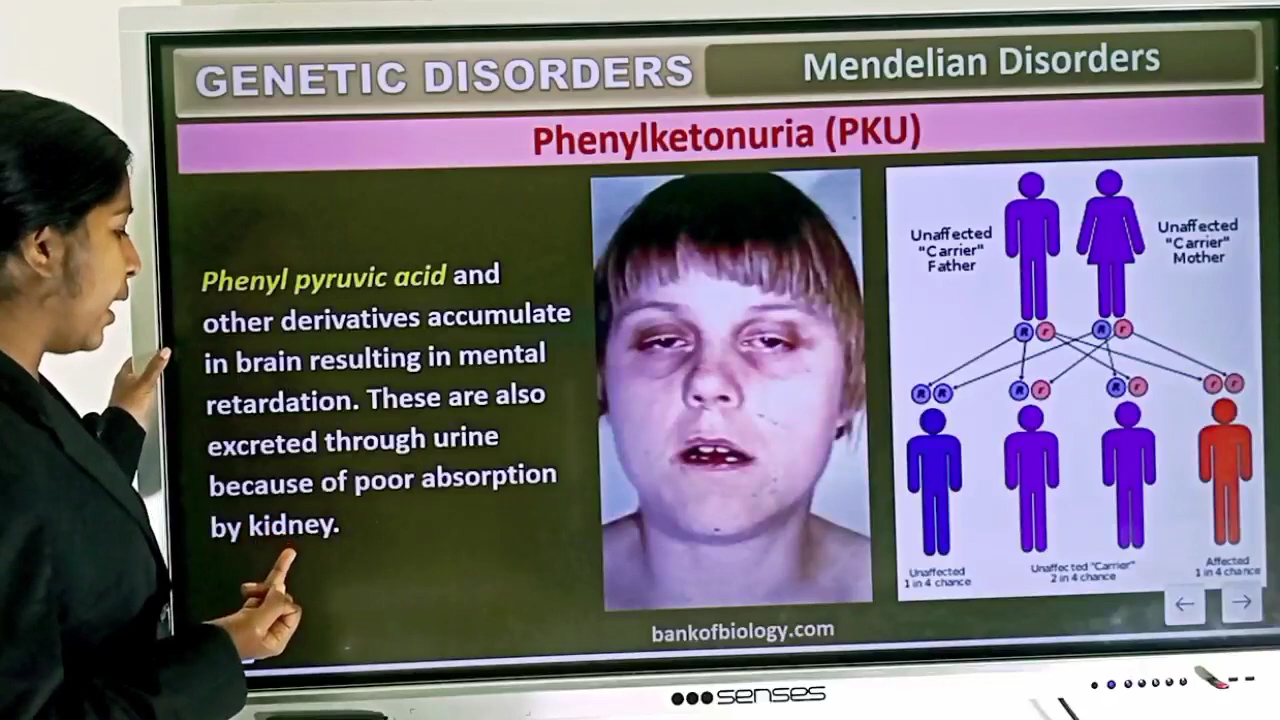 GENETIC DISORDERS
Mendelian Disorders
Phenylketonuria (PKU)
Phenyl pyruvic acid and
other derivatives accumulate
in brain resulting in mental
retardation. These are also
excreted through urine
because of poor absorption
by kidney.
Unaffected
"Carrier"
Father
Unaffected
"Carrier"
Mother
R r R r
R R R r R r r r
Unaffected
1 in 4 chance
Unaffected "Carrier"
2 in 4 chance
Affected
1 in 4 chance
bankofbiology.com
senses